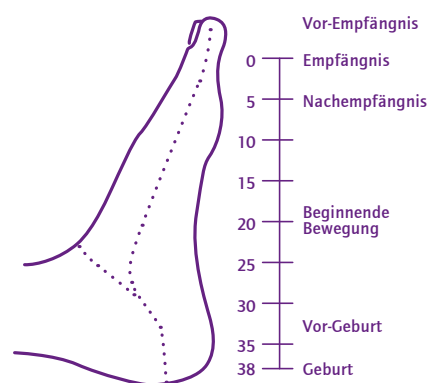 Vor-Empfängnis
0 Empfängnis
5 Nachempfängnis
10
15
20 Beginnende
Bewegung
25
30
Vor-Geburt
35
38 Geburt